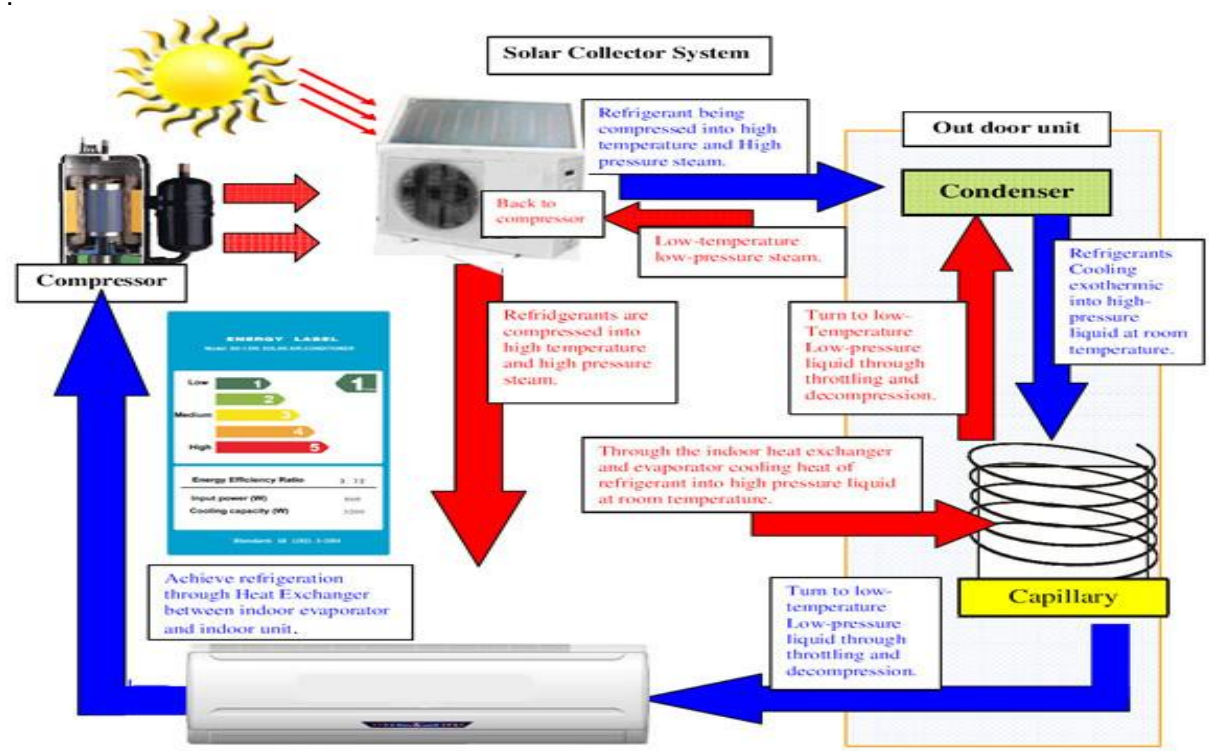 .
Solar Collector System
Refrigerant being
compressed into high
temperature and High
pressure steam.
Out door unit
Condenser
Back to
compressor
Low-temperature
low-pressure steam.
Compressor
Refrigerants
Cooling
exothermic
into high-
pressure
liquid at room
temperature.
Refridgerants are
compressed into
high temperature
and high pressure
steam.
Turn to low-
Temperature
Low-pressure
liquid through
throttling and
decompression.
ENERGY LABEL
SOLAR AIR-CONDITIONER
Low
1
1
2
Medium
3
4
High
5
Energy Efficiency Ratio
Input power (W)
Cooling capacity (W)
Through the indoor heat exchanger
and evaporator cooling heat of
refrigerant into high pressure liquid
at room temperature.
Achieve refrigeration
through Heat Exchanger
between indoor evaporator
and indoor unit.
Turn to low-
temperature
Low-pressure
liquid through
throttling and
decompression.
Capillary